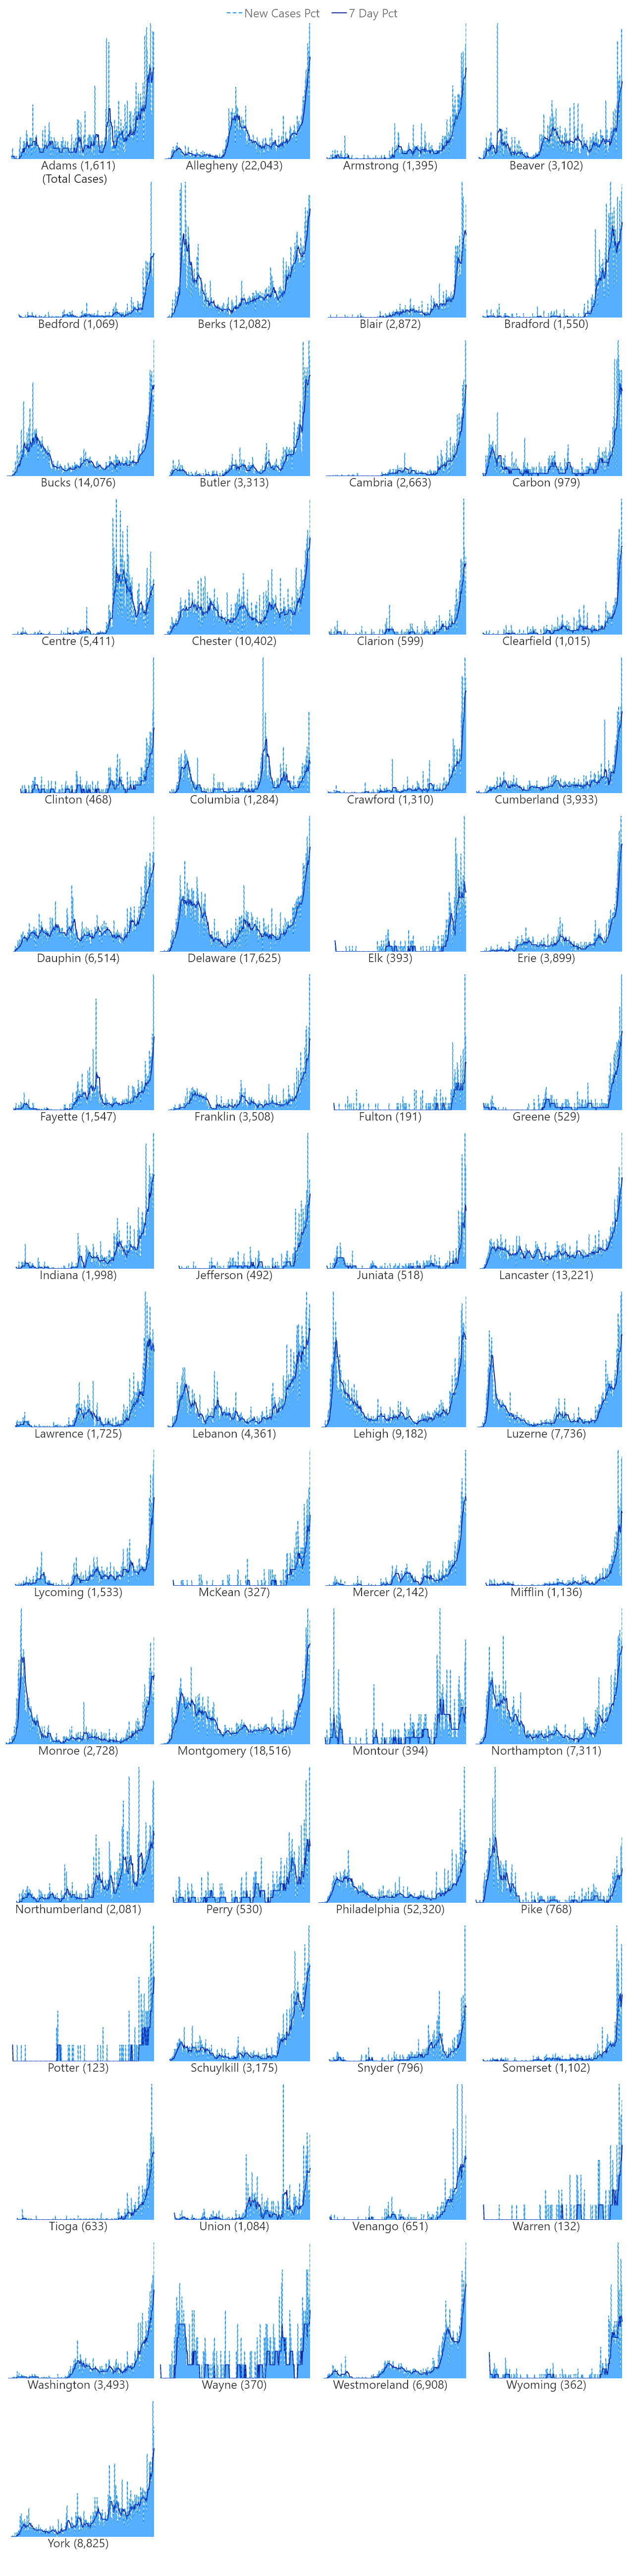 New Cases Pct 7 Day Pct
Adams (1,611) Allegheny (22,043) Armstrong (1,395) Beaver (3,102)
(Total Cases)
Bedford (1,069) Berks (12,082) Blair (2,872) Bradford (1,550)
Bucks (14,076) Butler (3,313) Cambria (2,663) Carbon (979)
Centre (5,411) Chester (10,402) Clarion (599) Clearfield (1,015)
Clinton (468) Columbia (1,284) Crawford (1,310) Cumberland (3,933)
Dauphin (6,514) Delaware (17,625) Elk (393) Erie (3,899)
Fayette (1,547) Franklin (3,508) Fulton (191) Greene (529)
Indiana (1,998) Jefferson (492) Juniata (518) Lancaster (13,221)
Lawrence (1,725) Lebanon (4,361) Lehigh (9,182) Luzerne (7,736)
Lycoming (1,533) McKean (327) Mercer (2,142) Mifflin (1,136)
Monroe (2,728) Montgomery (18,516) Montour (394) Northampton (7,311)
Northumberland (2,081) Perry (530) Philadelphia (52,320) Pike (768)
Potter (123) Schuylkill (3,175) Snyder (796) Somerset (1,102)
Tioga (633) Union (1,084) Venango (651) Warren (132)
Washington (3,493) Wayne (370) Westmoreland (6,908) Wyoming (362)
York (8,825)